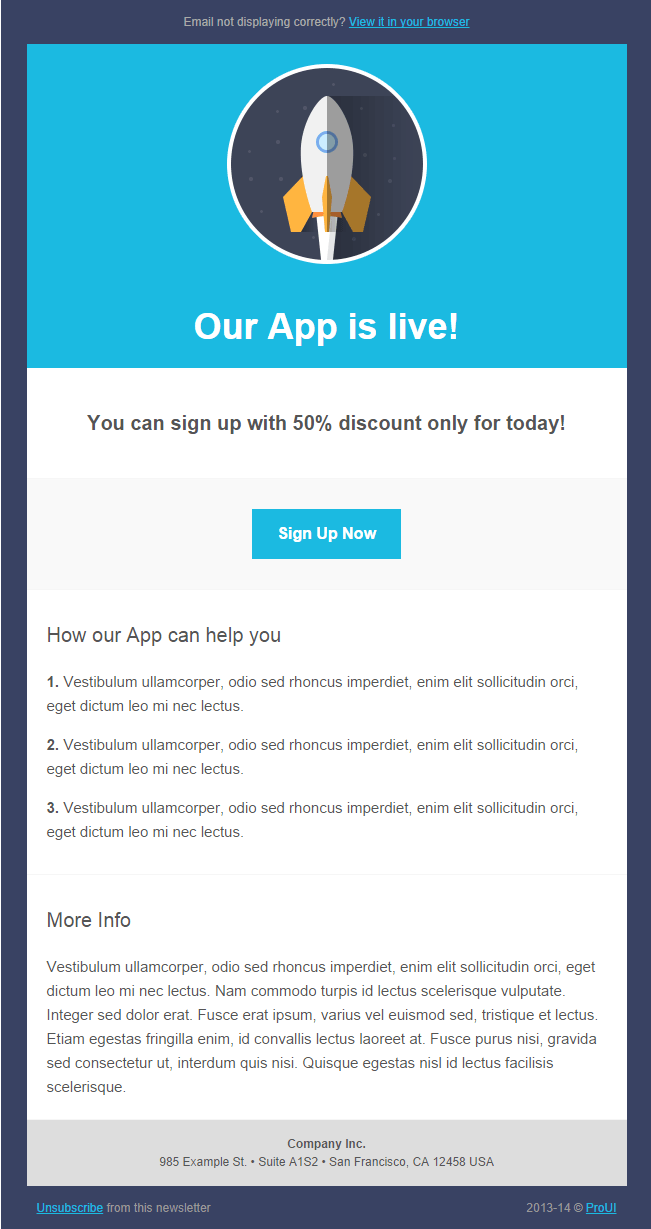 Email not displaying correctly? View it in your browser
Our App is live!
You can sign up with 50% discount only for today!
Sign Up Now
How our App can help you
1. Vestibulum ullamcorper, odio sed rhoncus imperdiet, enim elit sollicitudin orci,
eget dictum leo mi nec lectus.
2. Vestibulum ullamcorper, odio sed rhoncus imperdiet, enim elit sollicitudin orci,
eget dictum leo mi nec lectus.
3. Vestibulum ullamcorper, odio sed rhoncus imperdiet, enim elit sollicitudin orci,
eget dictum leo mi nec lectus.
More Info
Vestibulum ullamcorper, odio sed rhoncus imperdiet, enim elit sollicitudin orci, eget
dictum leo mi nec lectus. Nam commodo turpis id lectus scelerisque vulputate.
Integer sed dolor erat. Fusce erat ipsum, varius vel euismod sed, tristique et lectus.
Etiam egestas fringilla enim, id convallis lectus laoreet at. Fusce purus nisi, gravida
sed consectetur ut, interdum quis nisi. Quisque egestas nisl id lectus facilisis
scelerisque.
Company Inc.
985 Example St. • Suite A1S2 • San Francisco, CA 12458 USA
Unsubscribe from this newsletter
2013-14 © ProUI